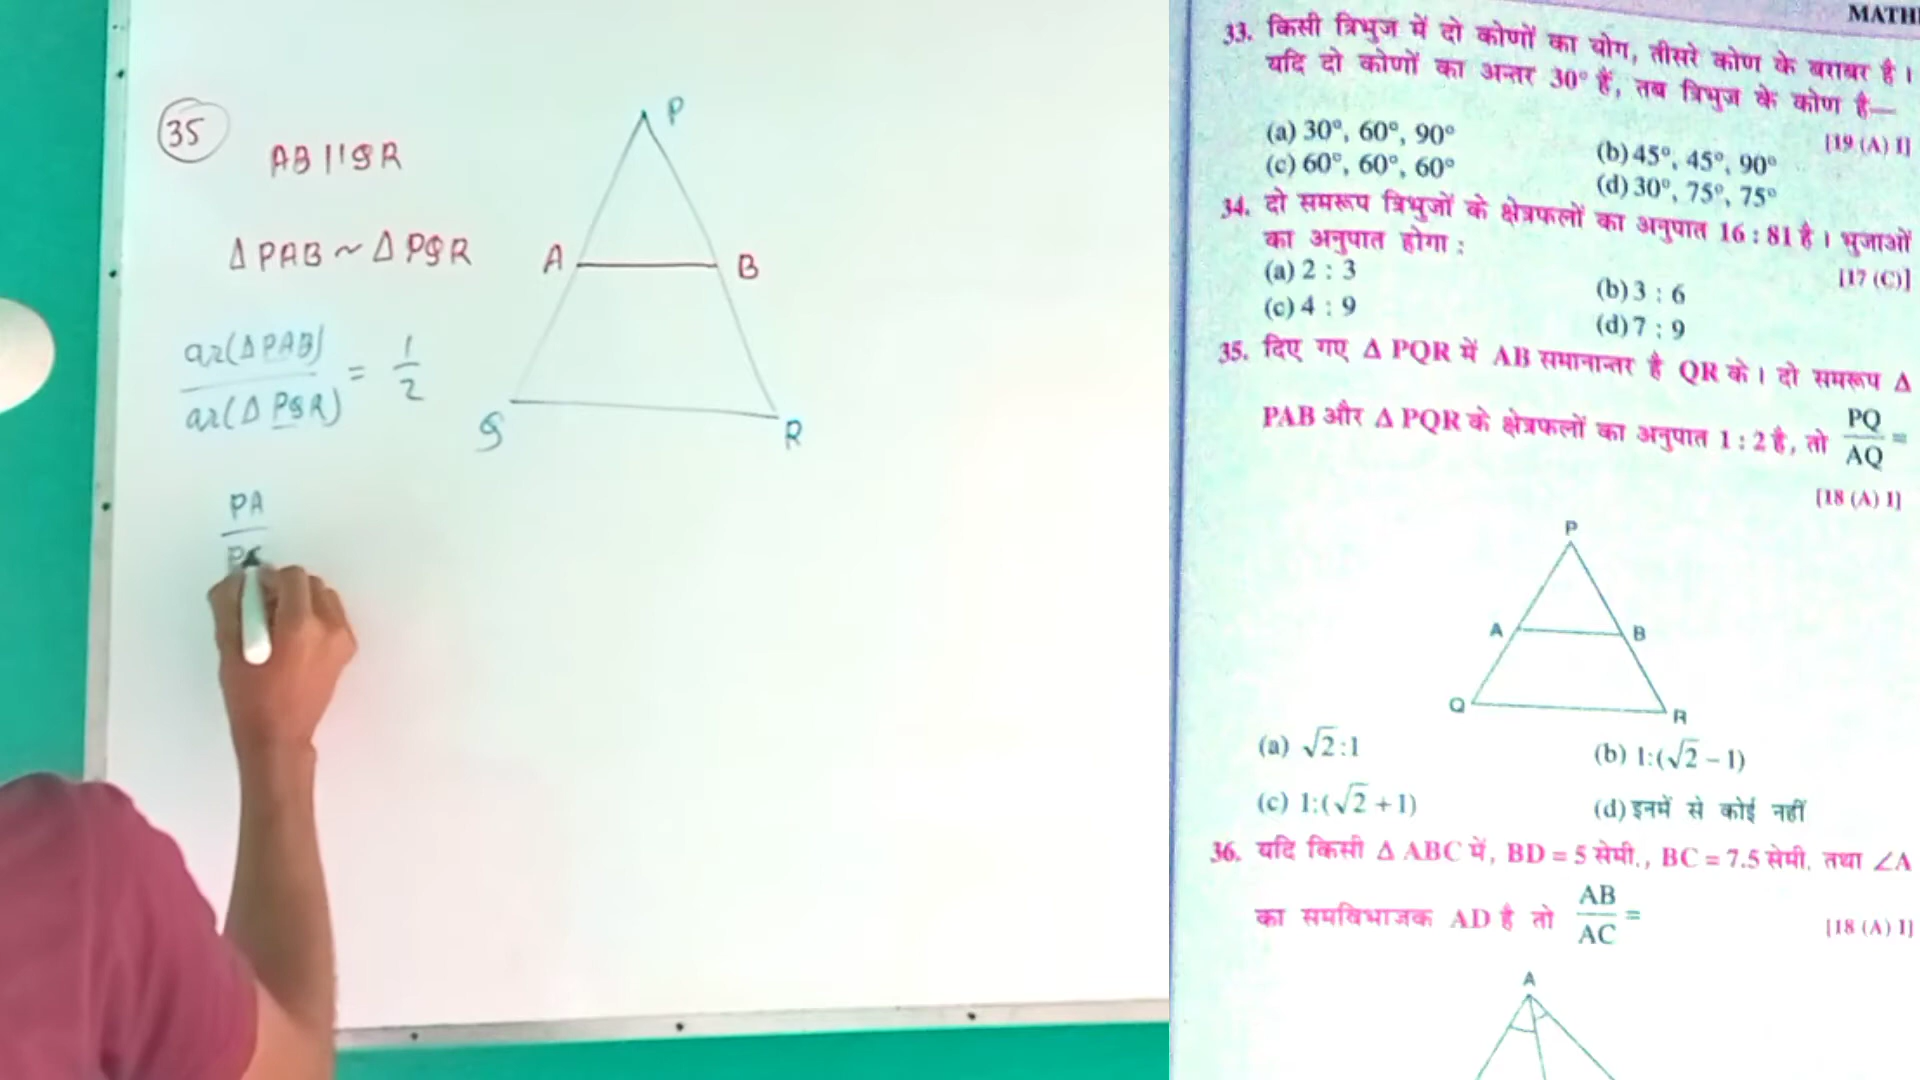 35
AB || QR
Δ PAB ~ Δ PQR
ar(Δ PAB)
ar(Δ PQR)
= 1
2
PA
P
A
B
Q
R
33. किसी त्रिभुज में दो कोणों का योग, तीसरे कोण के बराबर है।
यदि दो कोणों का अन्तर 30° हैं, तब त्रिभुज के कोण है—
[19 (A) I]
(a) 30°, 60°, 90° (b) 45°, 45°, 90°
(c) 60°, 60°, 60° (d) 30°, 75°, 75°
34. दो समरूप त्रिभुजों के क्षेत्रफलों का अनुपात 16 : 81 है। भुजाओं
का अनुपात होगा :
[17 (C)]
(a) 2 : 3 (b) 3 : 6
(c) 4 : 9 (d) 7 : 9
35. दिए गए Δ PQR में AB समानान्तर है QR के। दो समरूप Δ
PAB और Δ PQR के क्षेत्रफलों का अनुपात 1 : 2 है, तो PQ/AQ =
[18 (A) I]
P
A B
Q R
(a) √2:1 (b) 1:(√2 – 1)
(c) 1:(√2 + 1) (d) इनमें से कोई नहीं
36. यदि किसी Δ ABC में, BD = 5 सेमी., BC = 7.5 सेमी. तथा ∠A
का समविभाजक AD है तो AB/AC =
[18 (A) I]
A